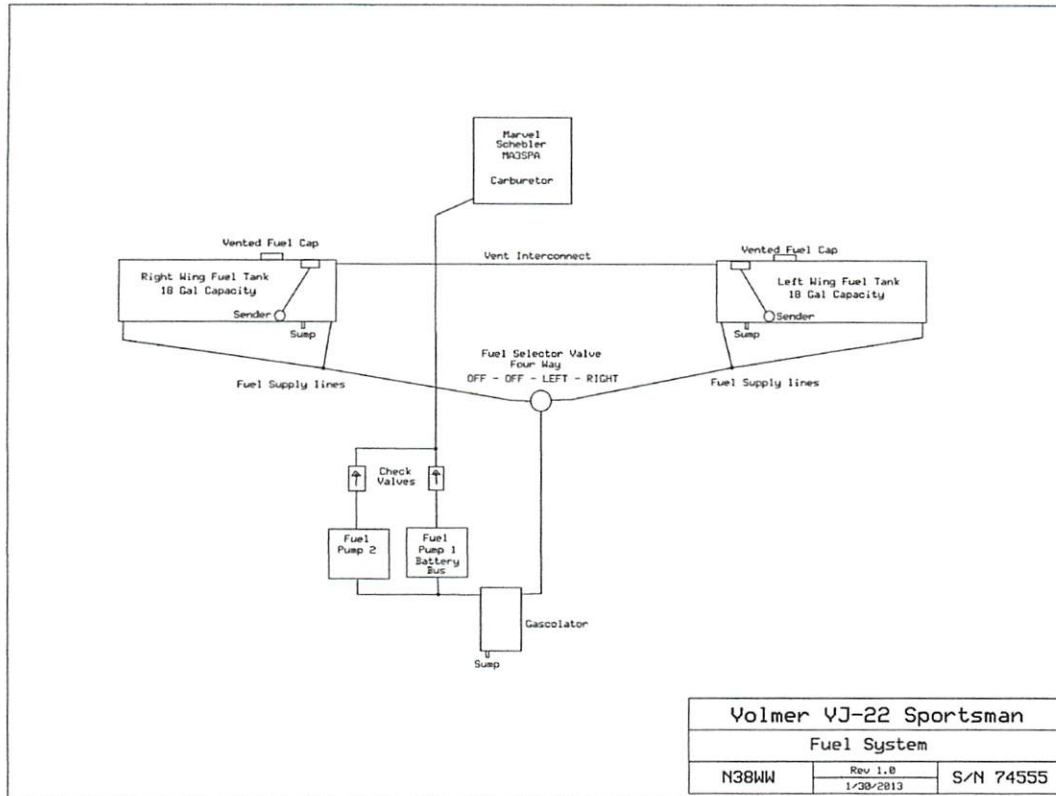 Marvel
Schebler
MA3SPA
Carburetor
Vented Fuel Cap
Vent Interconnect
Vented Fuel Cap
Right Wing Fuel Tank
18 Gal Capacity
Left Wing Fuel Tank
18 Gal Capacity
Sender
Sump
Sender
Sump
Fuel Selector Valve
Four Way
OFF - OFF - LEFT - RIGHT
Fuel Supply lines
Fuel Supply lines
Check
Valves
Fuel
Pump 2
Fuel
Pump 1
Battery
Bus
Gascolator
Sump
Volmer VJ-22 Sportsman
Fuel System
N38WW
Rev 1.0
1/30/2013
S/N 74555